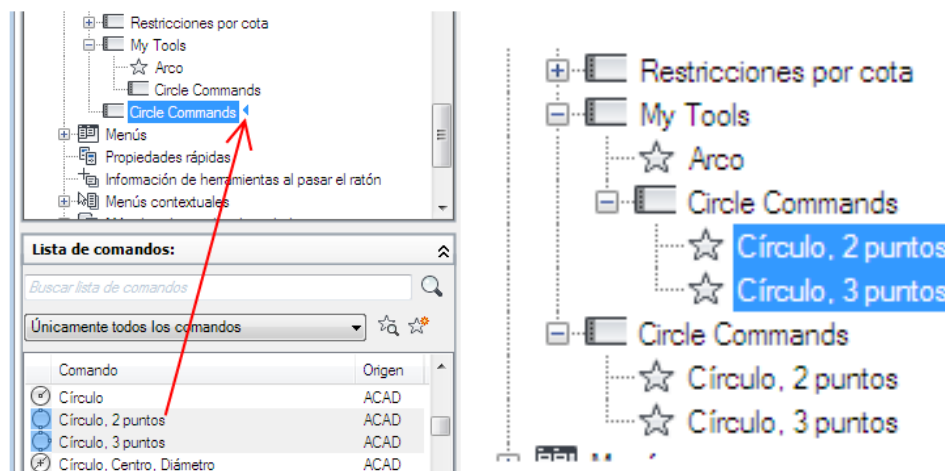 Restricciones por cota
My Tools
Arco
Circle Commands
Circle Commands
Menús
Propiedades rápidas
Información de herramientas al pasar el ratón
Menús contextuales
Lista de comandos:
Buscar lista de comandos
Únicamente todos los comandos
Comando Origen
Círculo ACAD
Círculo, 2 puntos ACAD
Círculo, 3 puntos ACAD
Círculo, Centro, Diámetro ACAD
Restricciones por cota
My Tools
Arco
Circle Commands
Círculo, 2 puntos
Círculo, 3 puntos
Circle Commands
Círculo, 2 puntos
Círculo, 3 puntos